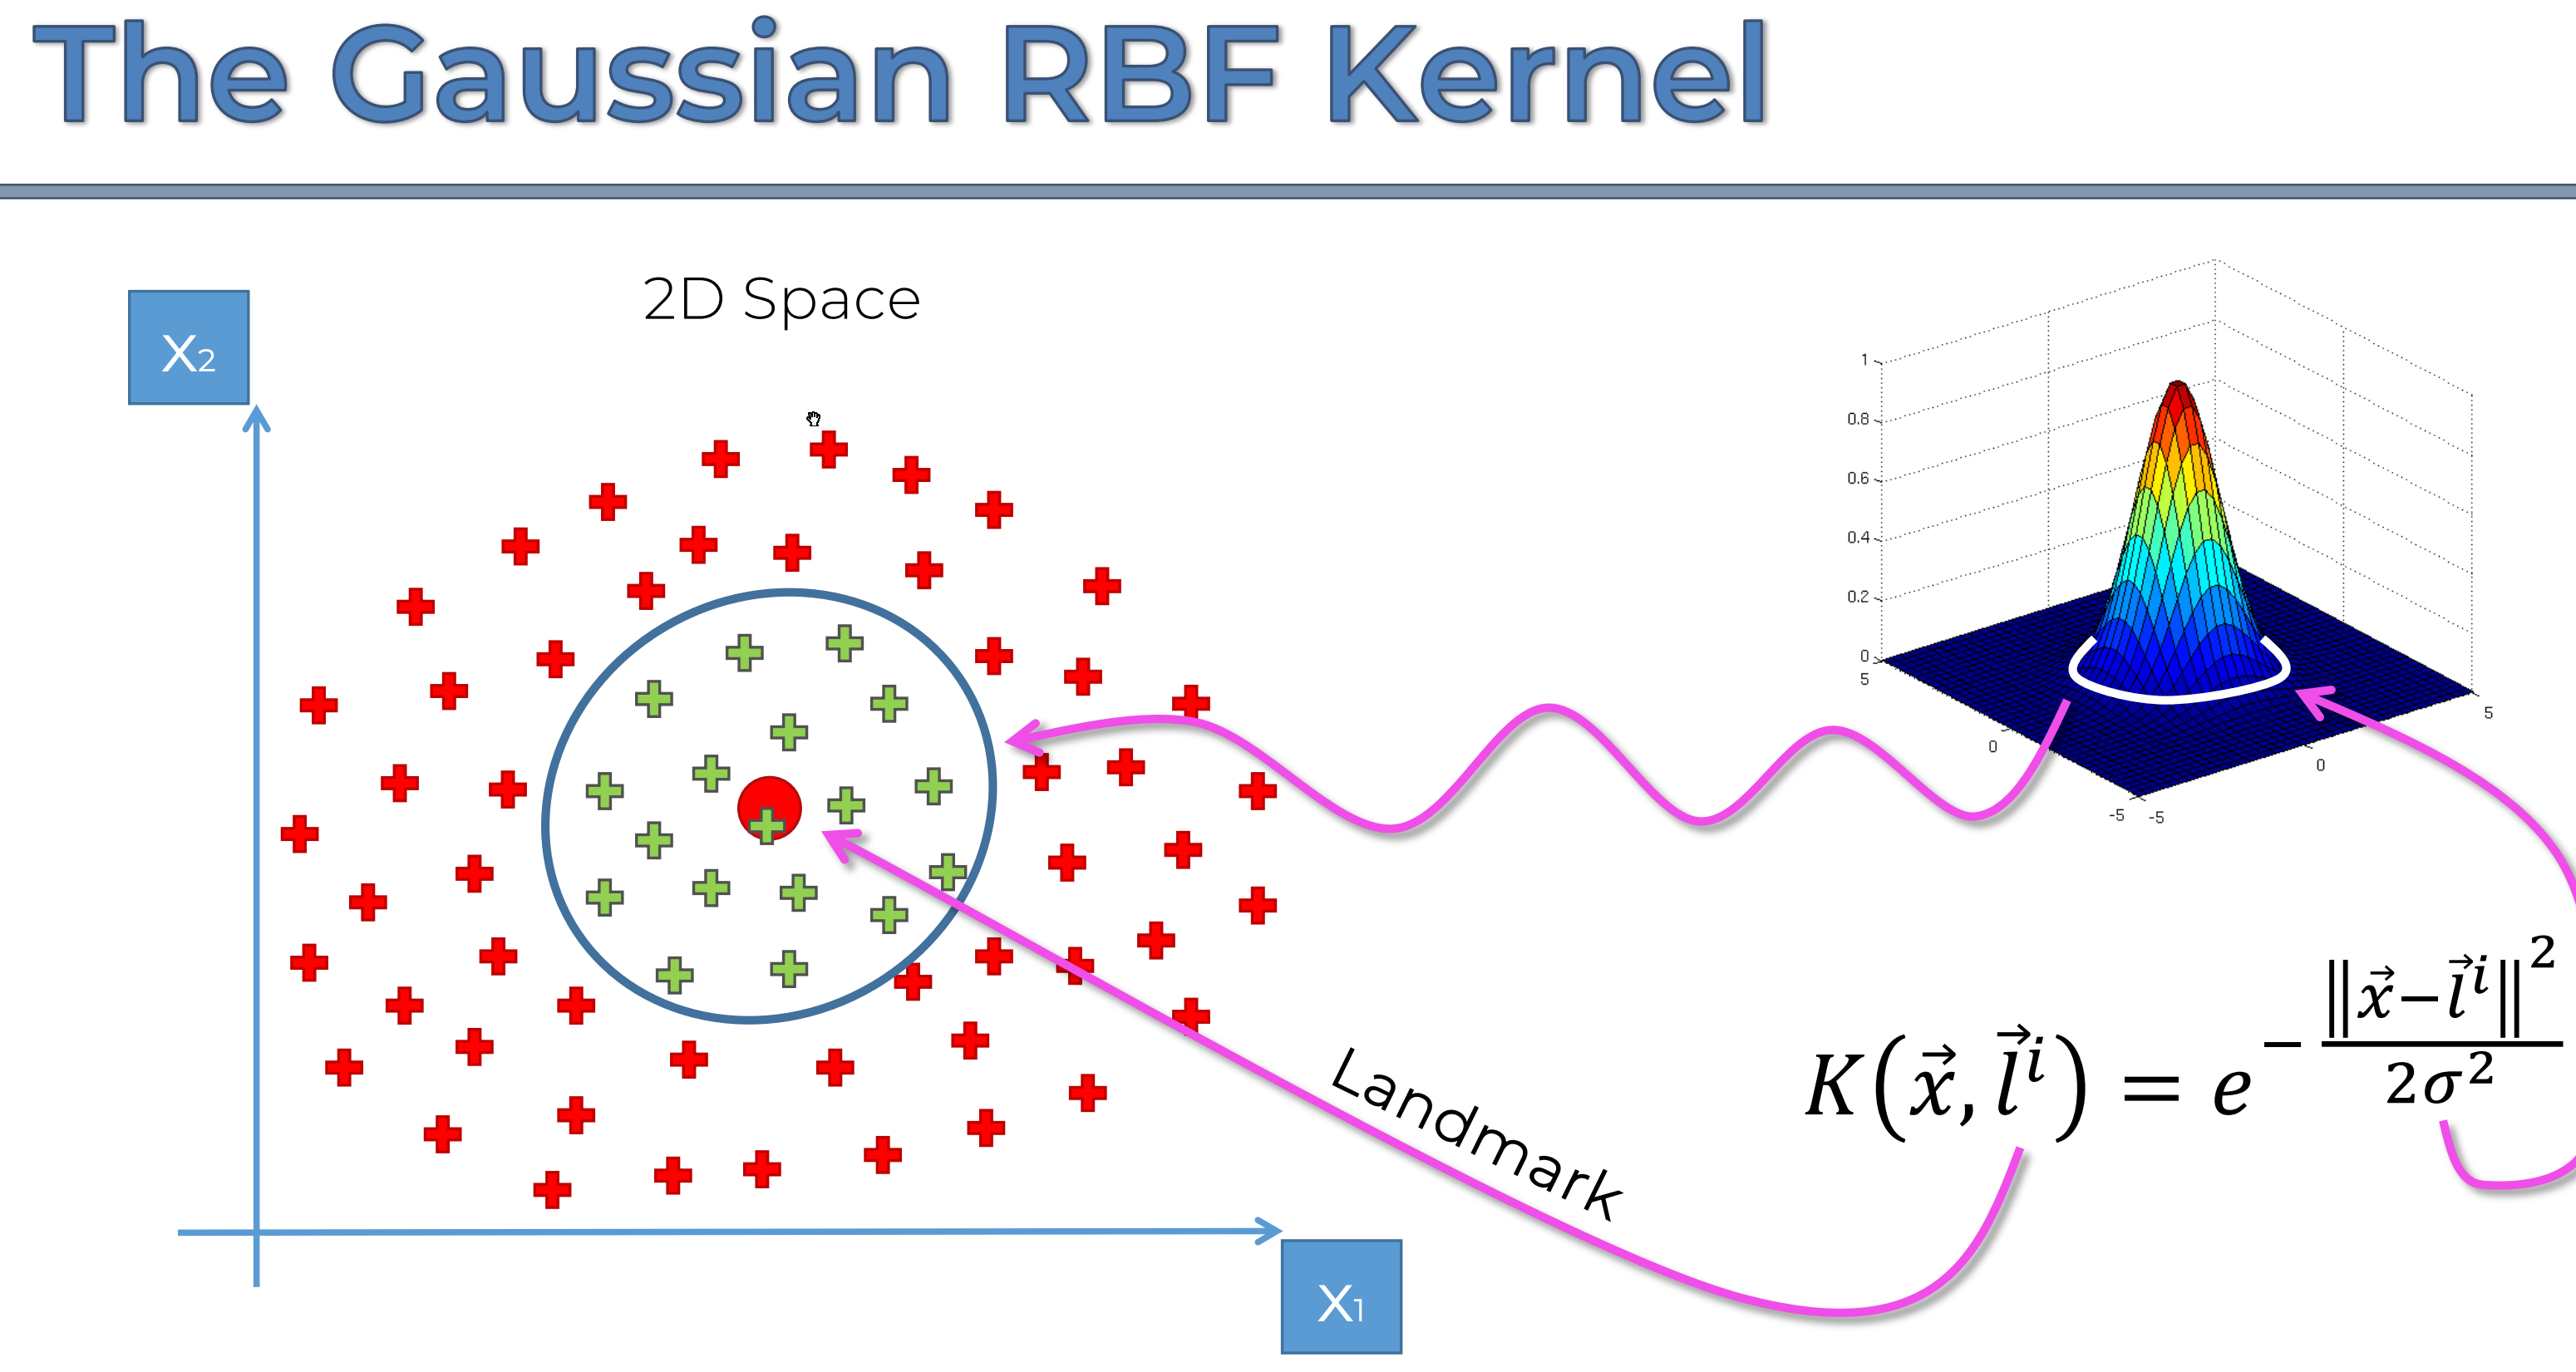 The Gaussian RBF Kernel
2D Space
X2
X1
Landmark
1
0.8
0.6
0.4
0.2
0
5
0
-5
-5
0
5
K(x⃗, l⃗ⁱ) = e^(−‖x⃗−l⃗ⁱ‖²/2σ²)